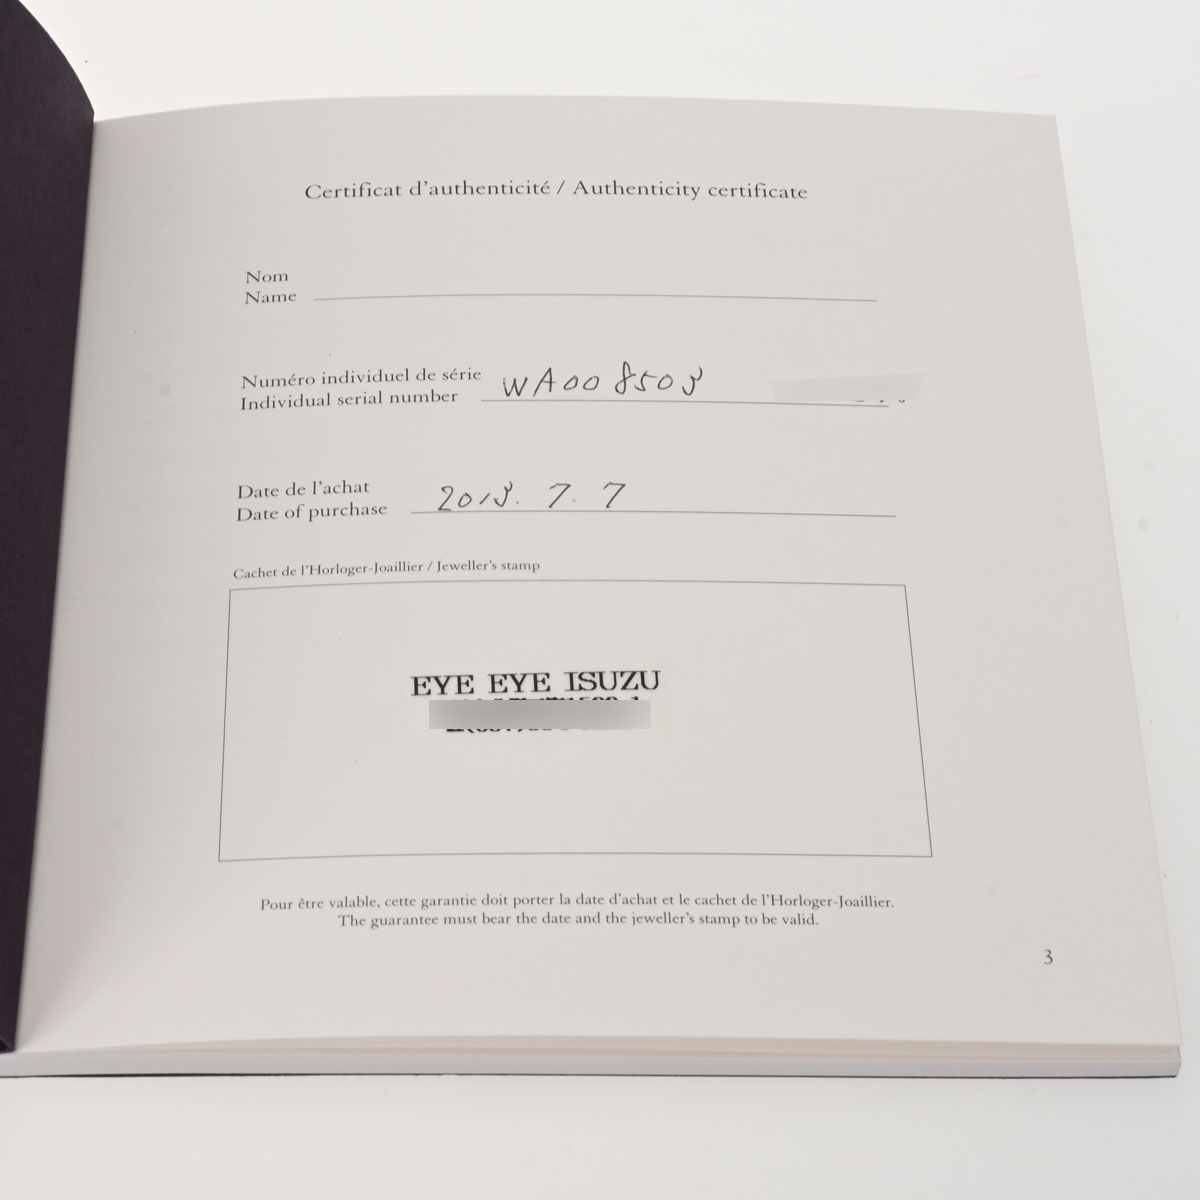 Certificat d'authenticité / Authenticity certificate
Nom
Name
Numéro individuel de série
Individual serial number WA008503
Date de l'achat
Date of purchase 2013. 7. 7
Cachet de l'Horloger-Joaillier / Jeweller's stamp
EYE EYE ISUZU
Pour être valable, cette garantie doit porter la date d'achat et le cachet de l'Horloger-Joaillier.
The guarantee must bear the date and the jeweller's stamp to be valid.
3